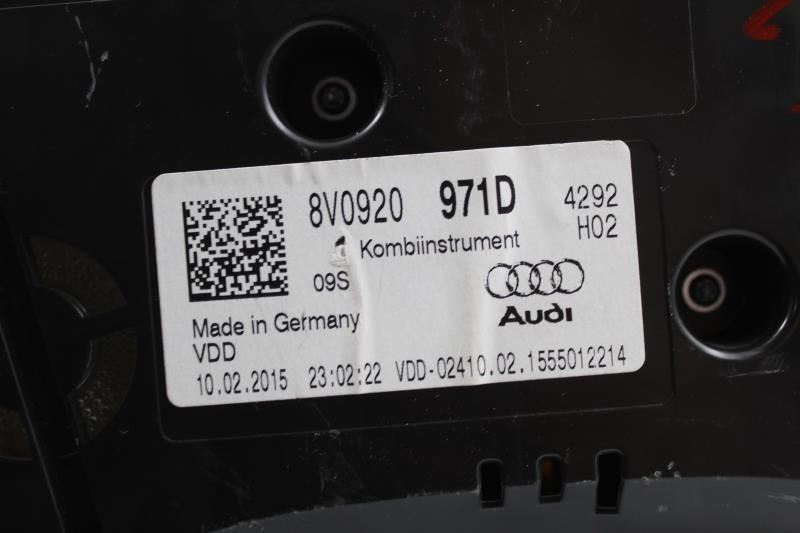 8V0920 971D 4292
H02
Kombiinstrument
09S
Audi
Made in Germany
VDD
10.02.2015 23:02:22 VDD-02410.02.1555012214